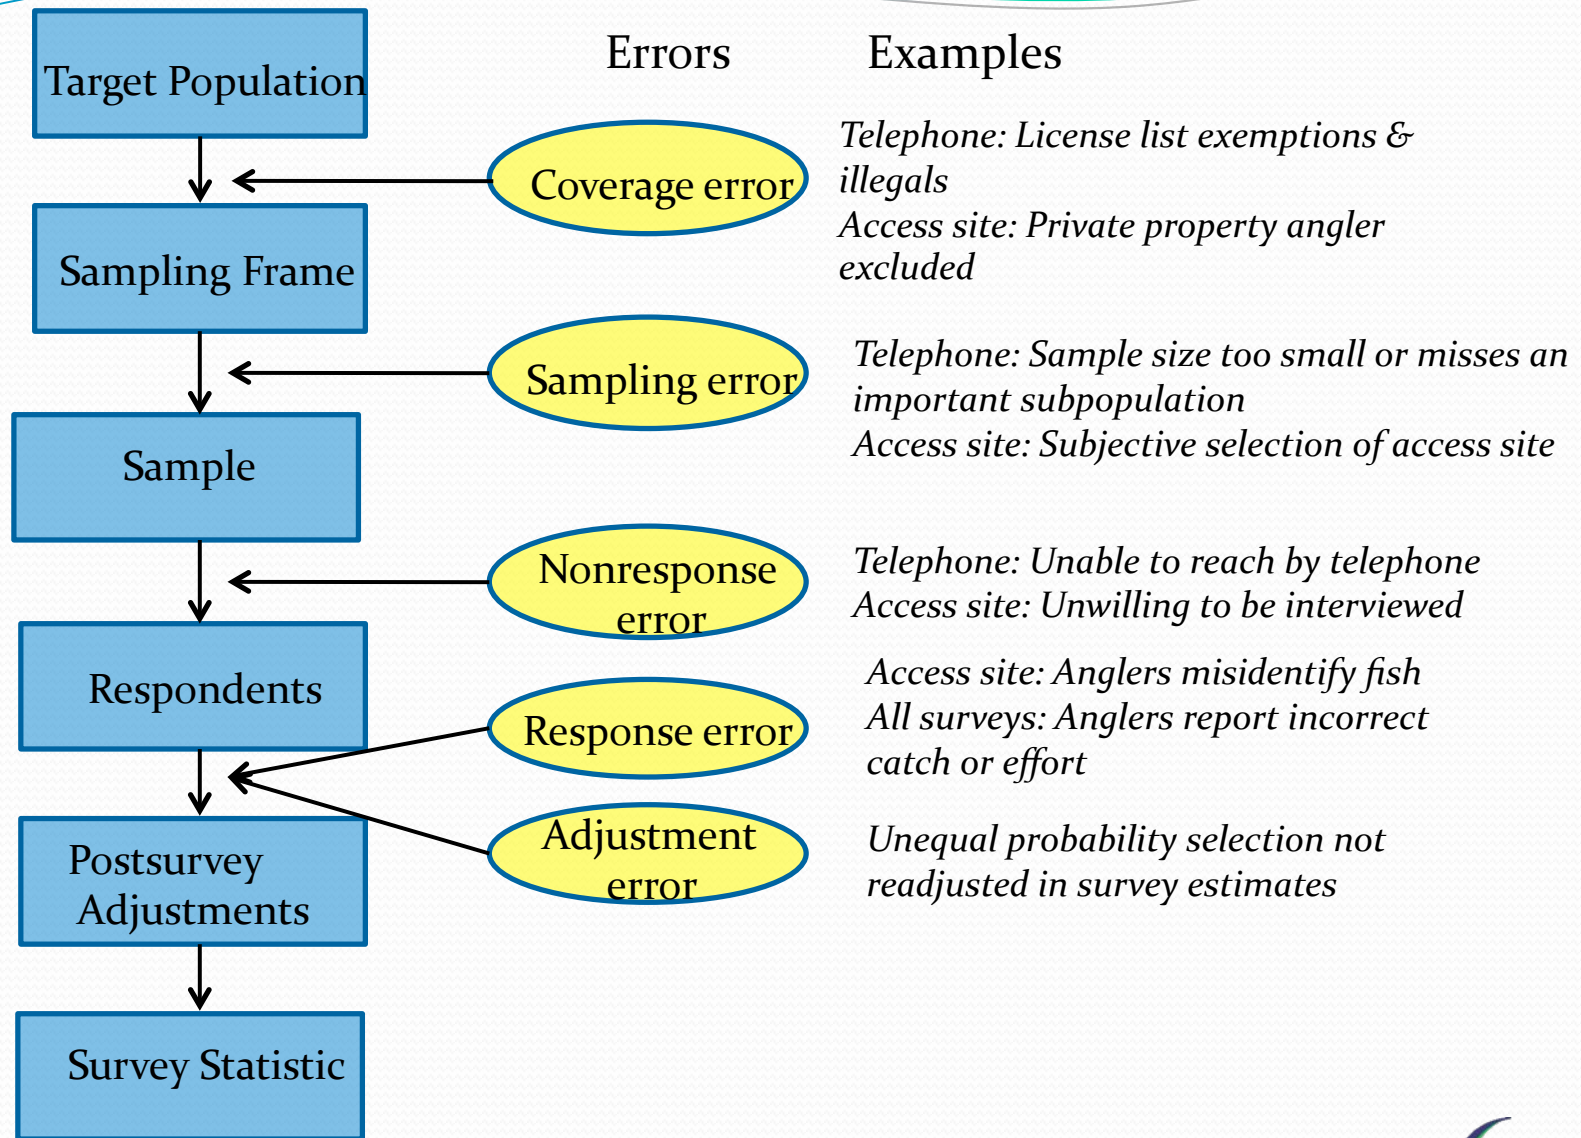 Errors
Examples
Target Population
Coverage error
Telephone: License list exemptions &
illegals
Access site: Private property angler
excluded
Sampling Frame
Sampling error
Telephone: Sample size too small or misses an
important subpopulation
Access site: Subjective selection of access site
Sample
Nonresponse
error
Telephone: Unable to reach by telephone
Access site: Unwilling to be interviewed
Respondents
Response error
Access site: Anglers misidentify fish
All surveys: Anglers report incorrect
catch or effort
Adjustment
error
Unequal probability selection not
readjusted in survey estimates
Postsurvey
Adjustments
Survey Statistic